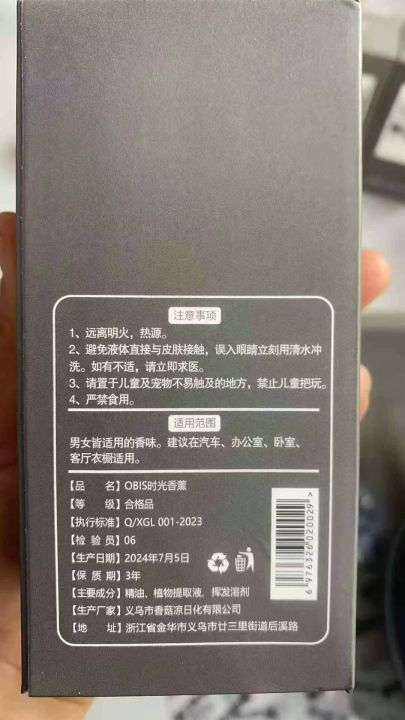 注意事项
1、远离明火，热源。
2、避免液体直接与皮肤接触，误入眼睛立刻用清水冲
洗。如有不适，请立即求医。
3、请置于儿童及宠物不易触及的地方，禁止儿童把玩。
4、严禁食用。
适用范围
男女皆适用的香味。建议在汽车、办公室、卧室、
客厅衣橱适用。
【品 名】OBIS时光香薰
【等 级】合格品
【执行标准】Q/XGL 001-2023
【检 验 员】06
【生产日期】2024年7月5日
【保 质 期】3年
【主要成分】精油、植物提取液、挥发溶剂
【生产厂家】义乌市香菇凉日化有限公司
【地 址】浙江省金华市义乌市廿三里街道后溪路
6 976326 020029 >